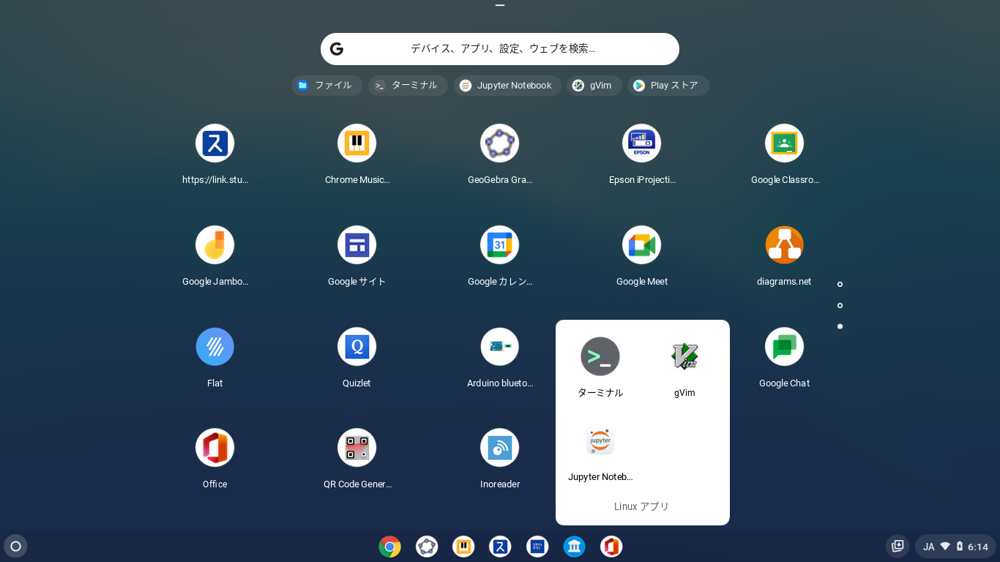 デバイス、アプリ、設定、ウェブを検索...
ファイル
ターミナル
Jupyter Notebook
gVim
Play ストア
https://link.stu...
Chrome Music...
GeoGebra Gra...
EPSON
Epson iProjecti...
Google Classro...
Google Jambo...
Google サイト
31
Google カレン...
Google Meet
diagrams.net
Flat
Quizlet
Arduino blueto...
ターミナル
gVim
Google Chat
Office
QR Code Gener...
Inoreader
jupyter
Jupyter Noteb...
Linux アプリ
JA
6:14